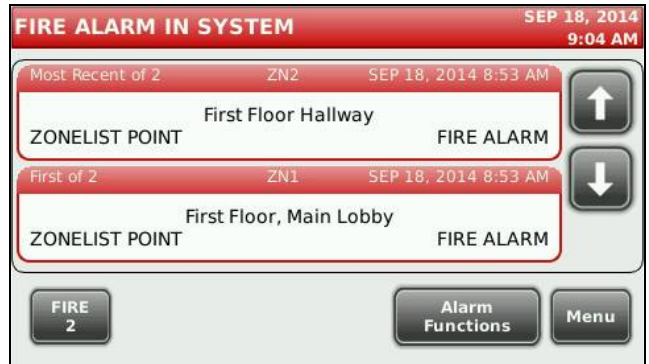 FIRE ALARM IN SYSTEM
SEP 18, 2014
9:04 AM
Most Recent of 2 ZN2 SEP 18, 2014 8:53 AM
First Floor Hallway
ZONELIST POINT FIRE ALARM
First of 2 ZN1 SEP 18, 2014 8:53 AM
First Floor, Main Lobby
ZONELIST POINT FIRE ALARM
FIRE
2
Alarm
Functions
Menu